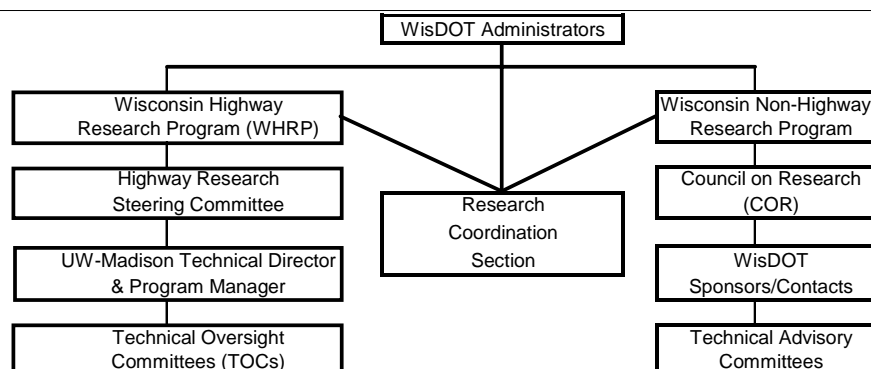 WisDOT Administrators
Wisconsin Highway
Research Program (WHRP)
Wisconsin Non-Highway
Research Program
Highway Research
Steering Committee
Research
Coordination
Section
Council on Research
(COR)
UW-Madison Technical Director
& Program Manager
WisDOT
Sponsors/Contacts
Technical Oversight
Committees (TOCs)
Technical Advisory
Committees